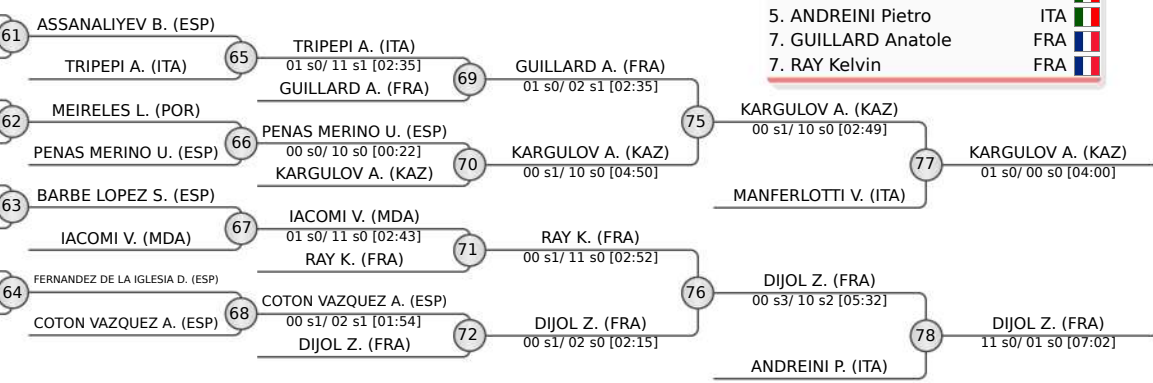 5. ANDREINI Pietro ITA
7. GUILLARD Anatole FRA
7. RAY Kelvin FRA
61
ASSANALIYEV B. (ESP)
TRIPEPI A. (ITA)
65
62
MEIRELES L. (POR)
PENAS MERINO U. (ESP)
66
63
BARBE LOPEZ S. (ESP)
IACOMI V. (MDA)
67
64
FERNANDEZ DE LA IGLESIA D. (ESP)
COTON VAZQUEZ A. (ESP)
68
TRIPEPI A. (ITA)
01 s0/ 11 s1 [02:35]
GUILLARD A. (FRA)
69
PENAS MERINO U. (ESP)
00 s0/ 10 s0 [00:22]
KARGULOV A. (KAZ)
70
IACOMI V. (MDA)
01 s0/ 11 s0 [02:43]
RAY K. (FRA)
71
COTON VAZQUEZ A. (ESP)
00 s1/ 02 s1 [01:54]
DIJOL Z. (FRA)
72
GUILLARD A. (FRA)
01 s0/ 02 s1 [02:35]
75
KARGULOV A. (KAZ)
00 s1/ 10 s0 [04:50]
RAY K. (FRA)
00 s1/ 11 s0 [02:52]
76
DIJOL Z. (FRA)
00 s1/ 02 s0 [02:15]
KARGULOV A. (KAZ)
00 s1/ 10 s0 [02:49]
77
MANFERLOTTI V. (ITA)
DIJOL Z. (FRA)
00 s3/ 10 s2 [05:32]
78
ANDREINI P. (ITA)
KARGULOV A. (KAZ)
01 s0/ 00 s0 [04:00]
DIJOL Z. (FRA)
11 s0/ 01 s0 [07:02]